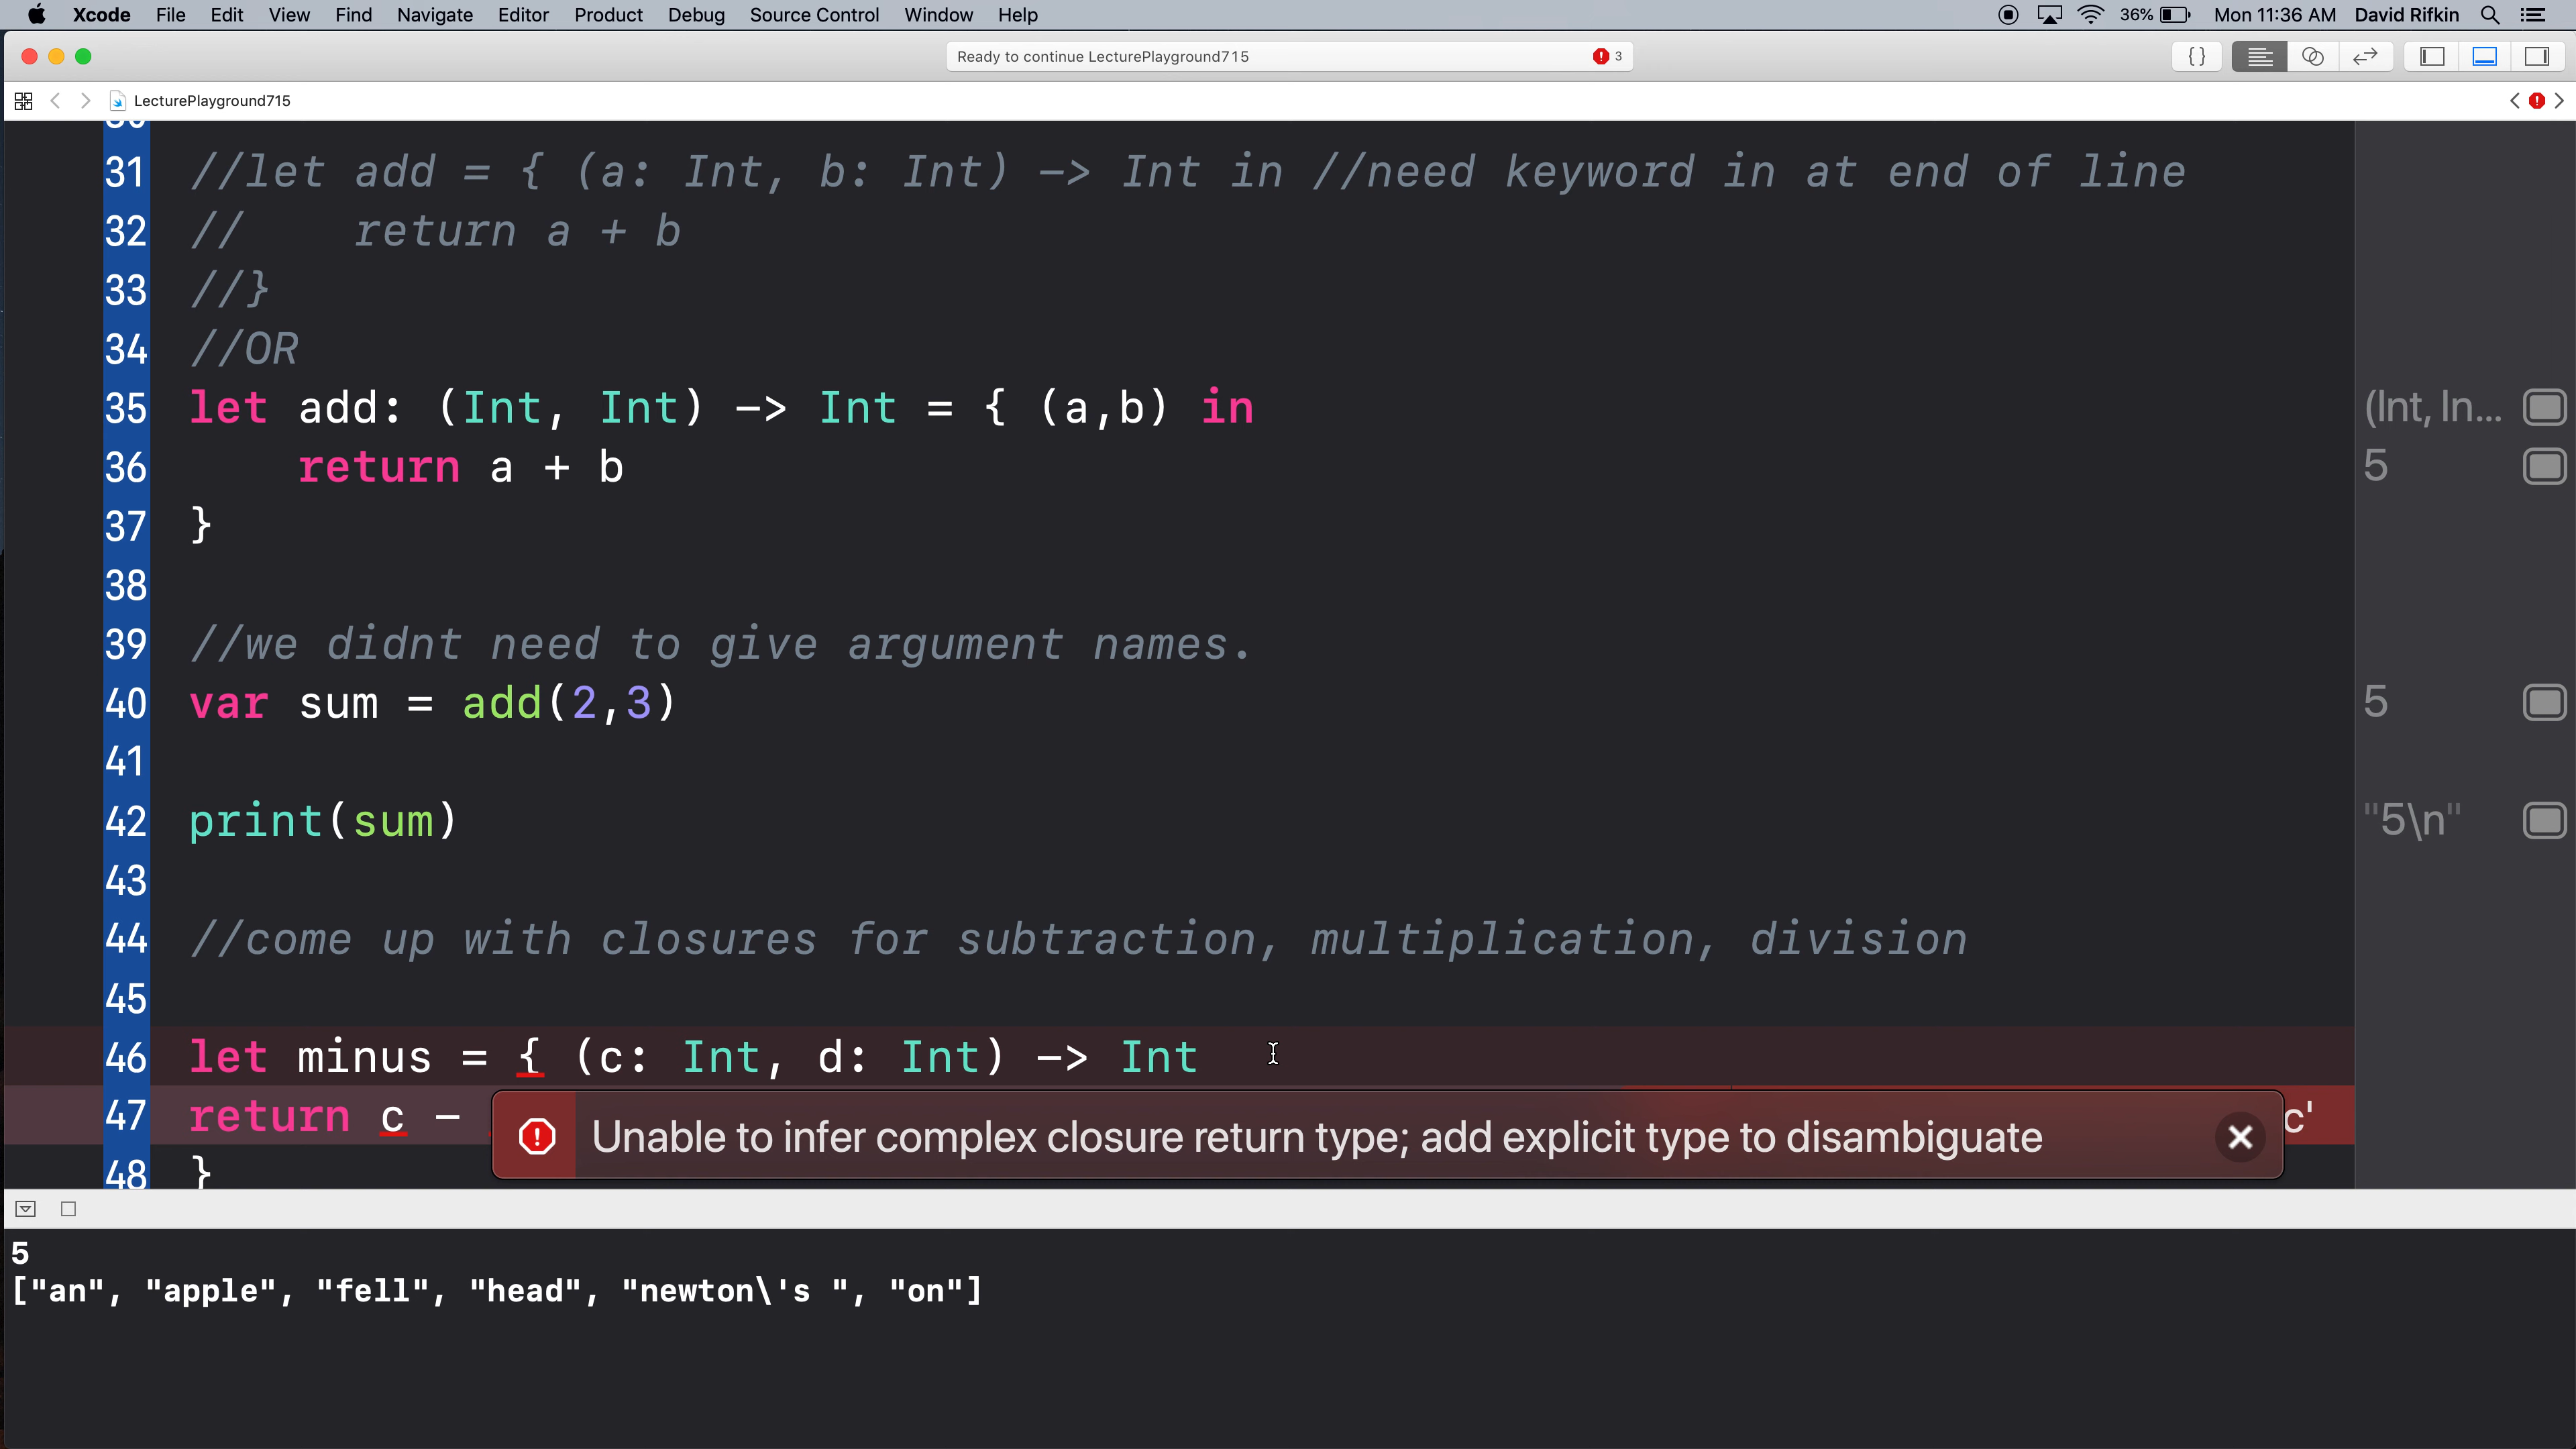 Xcode File Edit View Find Navigate Editor Product Debug Source Control Window Help 36% Mon 11:36 AM David Rifkin
Ready to continue LecturePlayground715 3
LecturePlayground715
31 //let add = { (a: Int, b: Int) -> Int in //need keyword in at end of line
32 //    return a + b
33 //}
34 //OR
35 let add: (Int, Int) -> Int = { (a,b) in (Int, In...
36     return a + b 5
37 }
38
39 //we didnt need to give argument names.
40 var sum = add(2,3) 5
41
42 print(sum) "5\n"
43
44 //come up with closures for subtraction, multiplication, division
45
46 let minus = { (c: Int, d: Int) -> Int
47 return c - c'
Unable to infer complex closure return type; add explicit type to disambiguate
48 }
5
["an", "apple", "fell", "head", "newton\'s ", "on"]